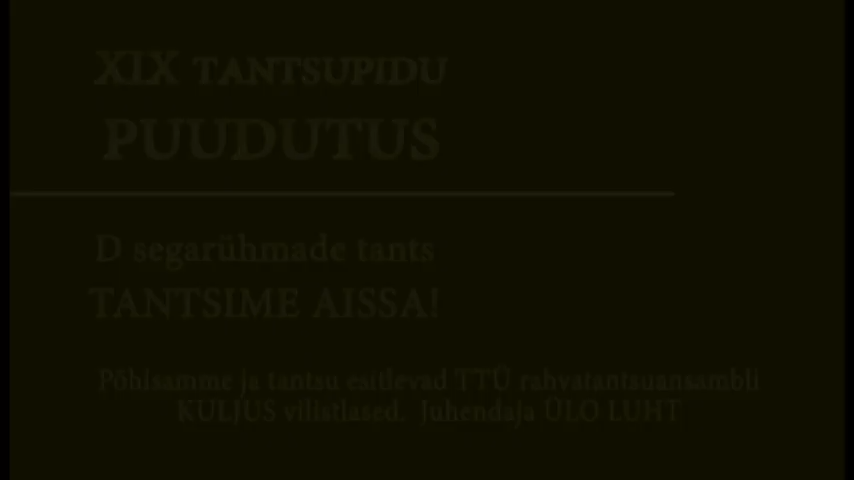 XIX TANTSUPIDU
PUUDUTUS
D segarühmade tants
TANTSIME AISSA!
Põhisamme ja tantsu esitlevad TTÜ rahvatantsuansambli
KULJUS vilistlased. Juhendaja ÜLO LUHT